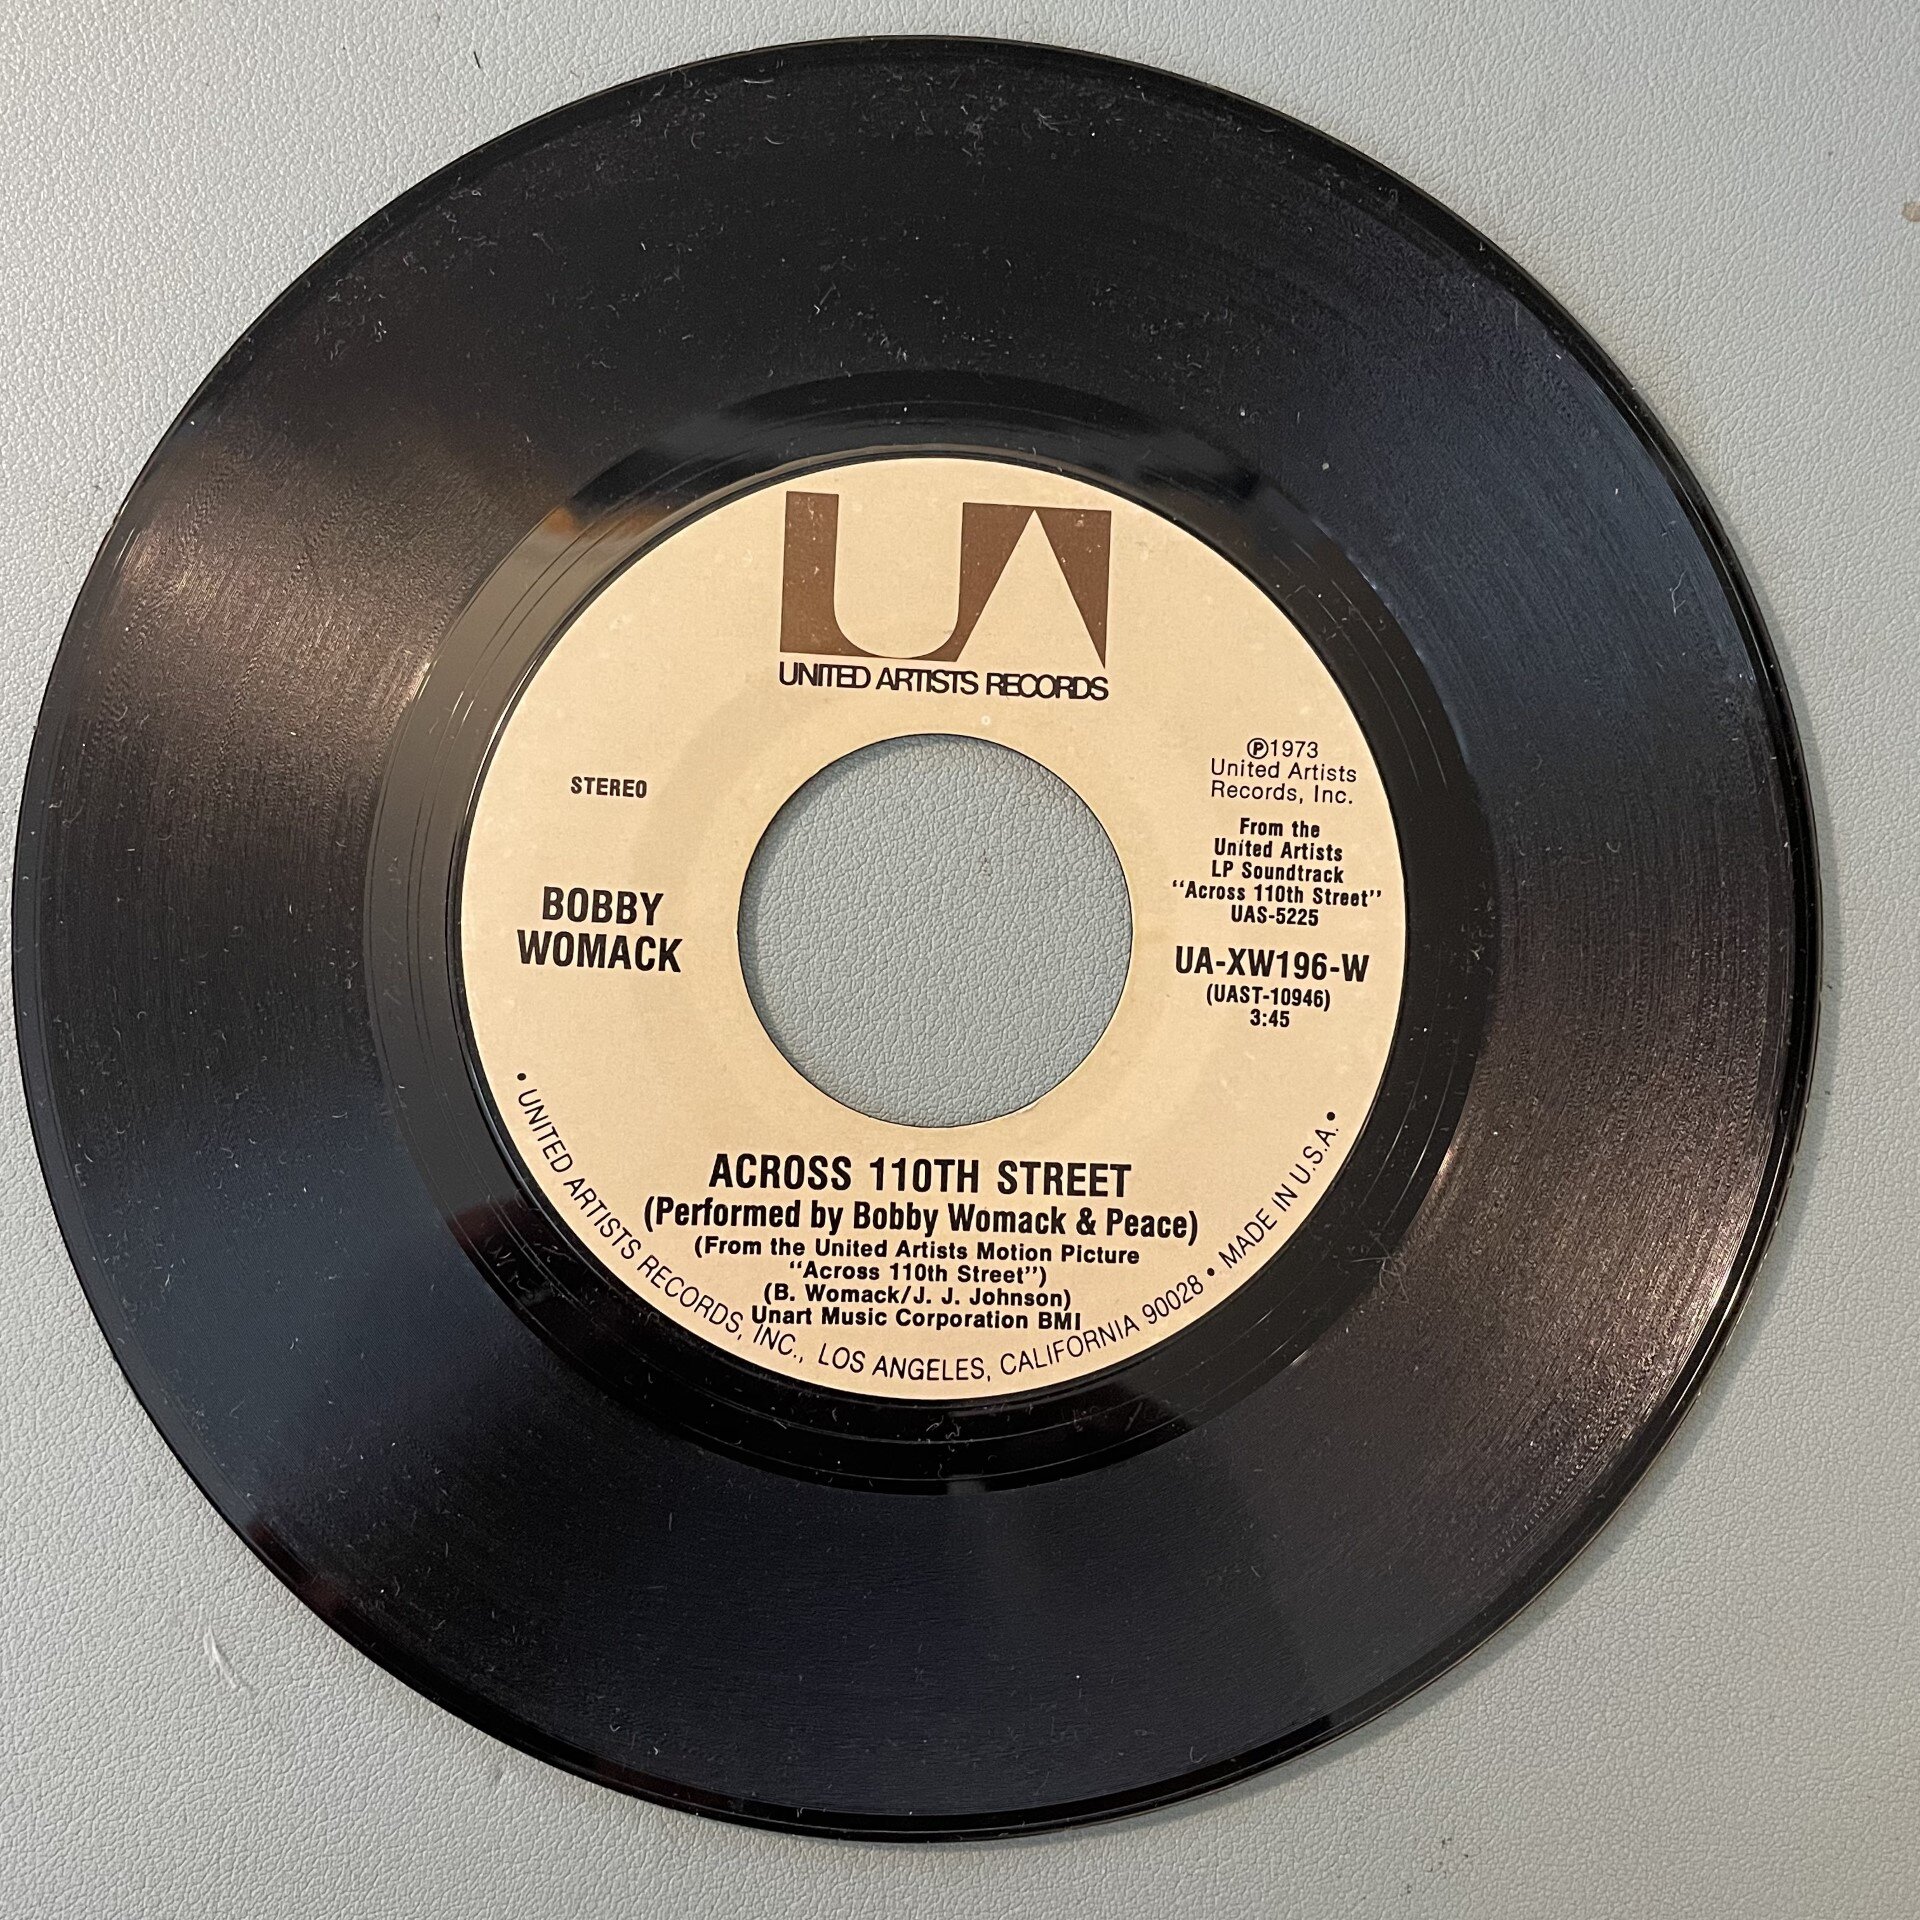 UA
UNITED ARTISTS RECORDS
STEREO
BOBBY
WOMACK
℗1973
United Artists
Records, Inc.
From the
United Artists
LP Soundtrack
"Across 110th Street"
UAS-5225
UA-XW196-W
(UAST-10946)
3:45
ACROSS 110TH STREET
(Performed by Bobby Womack & Peace)
(From the United Artists Motion Picture
"Across 110th Street")
(B. Womack/J. J. Johnson)
Unart Music Corporation BMI
• UNITED ARTISTS RECORDS, INC., LOS ANGELES, CALIFORNIA 90028 • MADE IN U.S.A. •